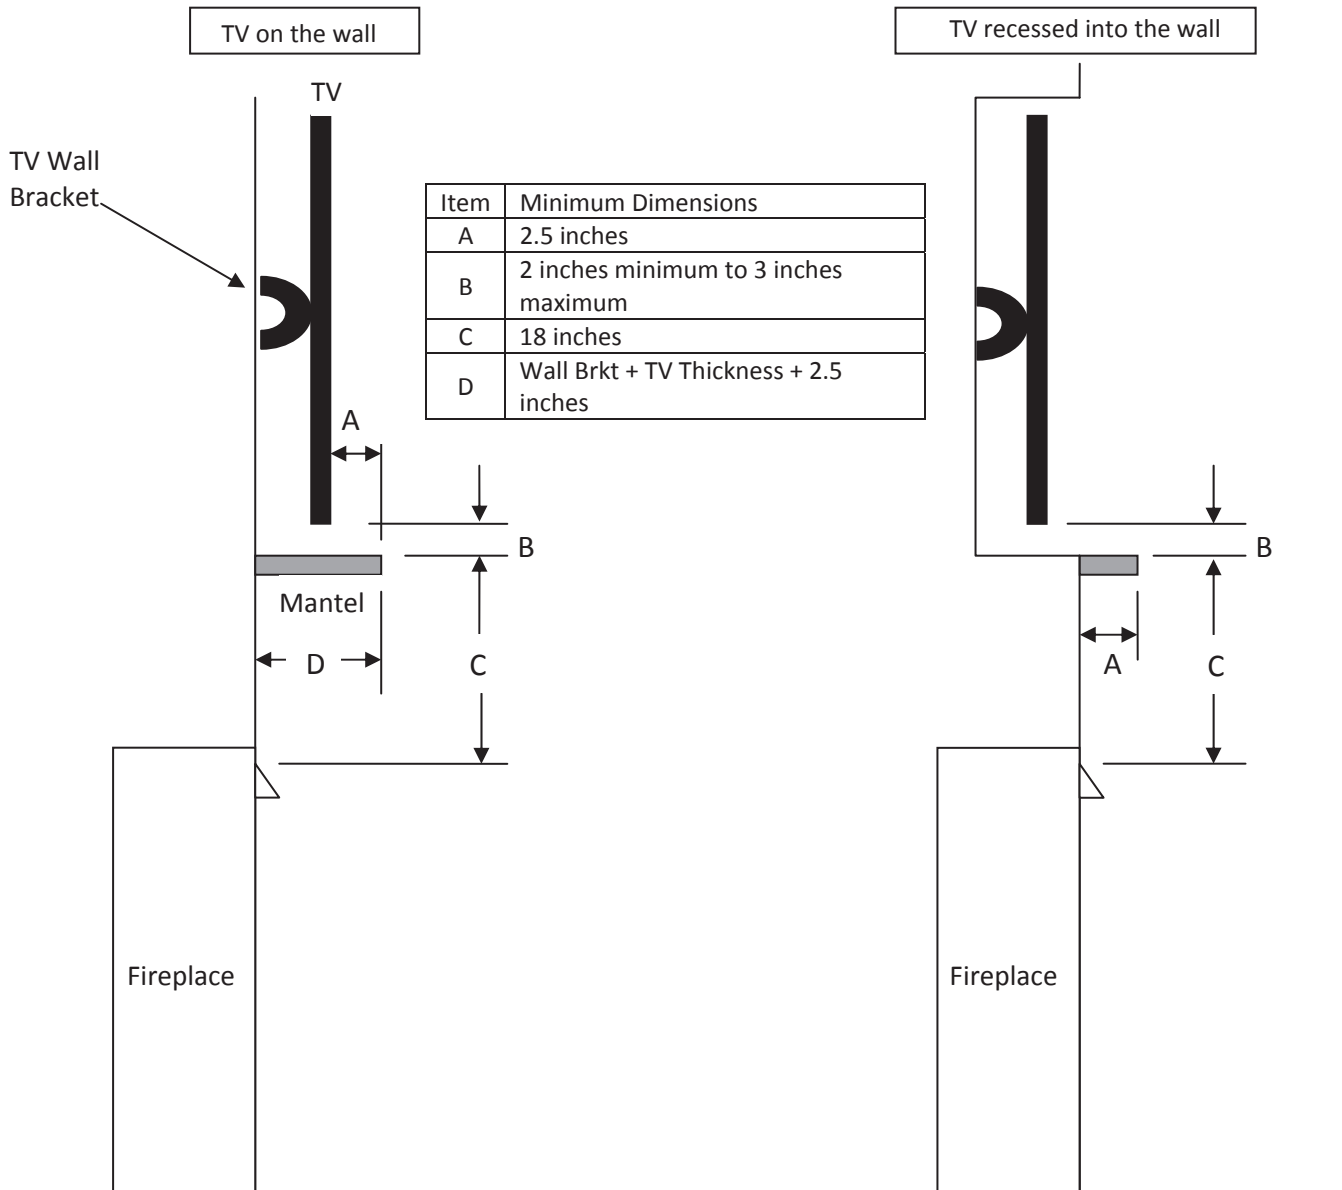 TV on the wall
TV recessed into the wall
TV
TV Wall
Bracket
Item Minimum Dimensions
A 2.5 inches
B 2 inches minimum to 3 inches
maximum
C 18 inches
D Wall Brkt + TV Thickness + 2.5
inches
A
B
Mantel
D
C
Fireplace
B
A
C
Fireplace